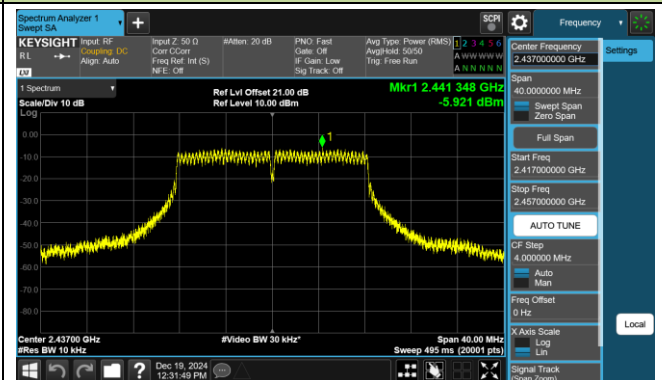 Spectrum Analyzer 1
Swept SA
SCPI
Frequency
KEYSIGHT
RL
LXI
Input: RF
Coupling: DC
Align: Auto
Input Z: 50 Ω
Corr CCorr
Freq Ref: Int (S)
NFE: Off
#Atten: 20 dB
PNO: Fast
Gate: Off
IF Gain: Low
Sig Track: Off
Avg Type: Power (RMS)
Avg|Hold: 50/50
Trig: Free Run
1 2 3 4 5 6
A W W W W W
A N N N N N
1 Spectrum
Scale/Div 10 dB
Ref Lvl Offset 21.00 dB
Ref Level 10.00 dBm
Mkr1 2.441 348 GHz
-5.921 dBm
Log
1
0.00
-10.0
-20.0
-30.0
-40.0
-50.0
-60.0
-70.0
-80.0
Center 2.43700 GHz
#Res BW 10 kHz
#Video BW 30 kHz*
Span 40.00 MHz
Sweep 495 ms (20001 pts)
Center Frequency
2.437000000 GHz
Settings
Span
40.0000000 MHz
Swept Span
Zero Span
Full Span
Start Freq
2.417000000 GHz
Stop Freq
2.457000000 GHz
AUTO TUNE
CF Step
4.000000 MHz
Auto
Man
Freq Offset
0 Hz
X Axis Scale
Log
Lin
Signal Track
(Span Zoom)
Local
?
Dec 19, 2024
12:31:49 PM